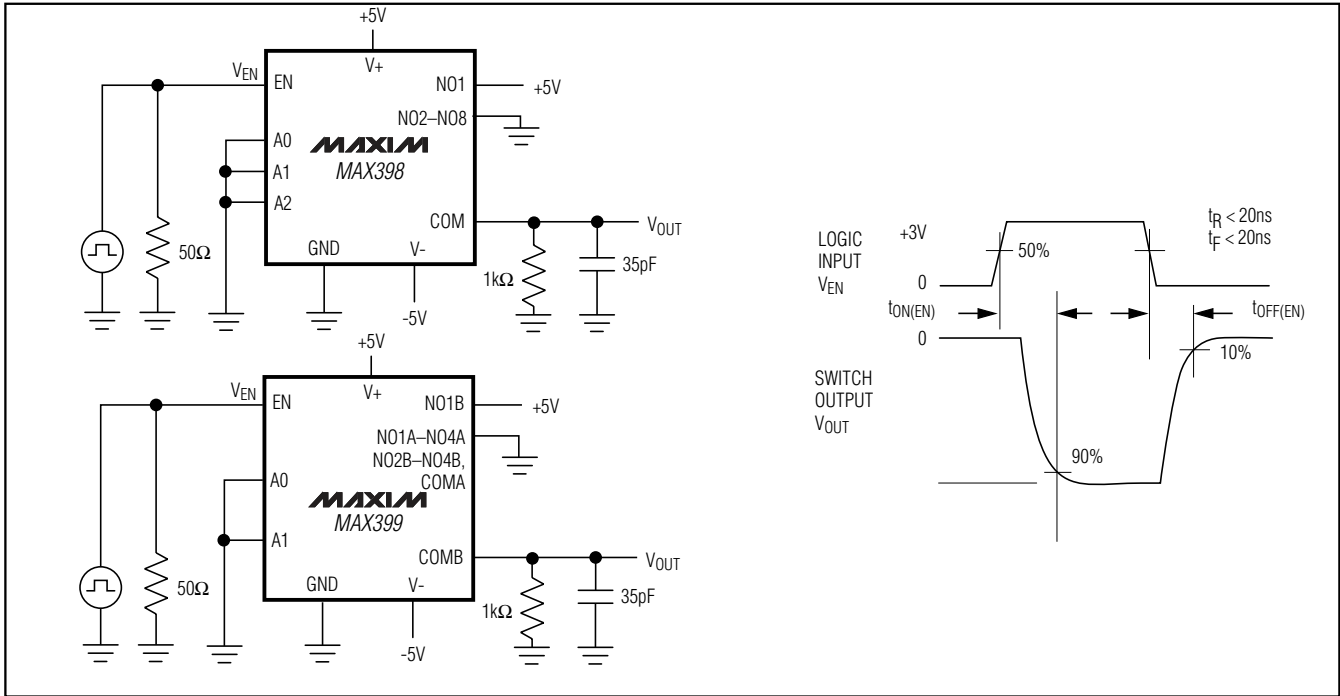 +5V
V+
VEN
EN
NO1
+5V
NO2–NO8
A0
A1
A2
MAXIM
MAX398
COM
VOUT
50Ω
GND
V-
1kΩ
35pF
-5V
+5V
V+
VEN
EN
NO1B
+5V
NO1A–NO4A
NO2B–NO4B,
COMA
A0
A1
MAXIM
MAX399
COMB
VOUT
50Ω
GND
V-
1kΩ
35pF
-5V
LOGIC
INPUT
VEN
+3V
0
50%
tR < 20ns
tF < 20ns
tON(EN)
tOFF(EN)
0
SWITCH
OUTPUT
VOUT
90%
10%